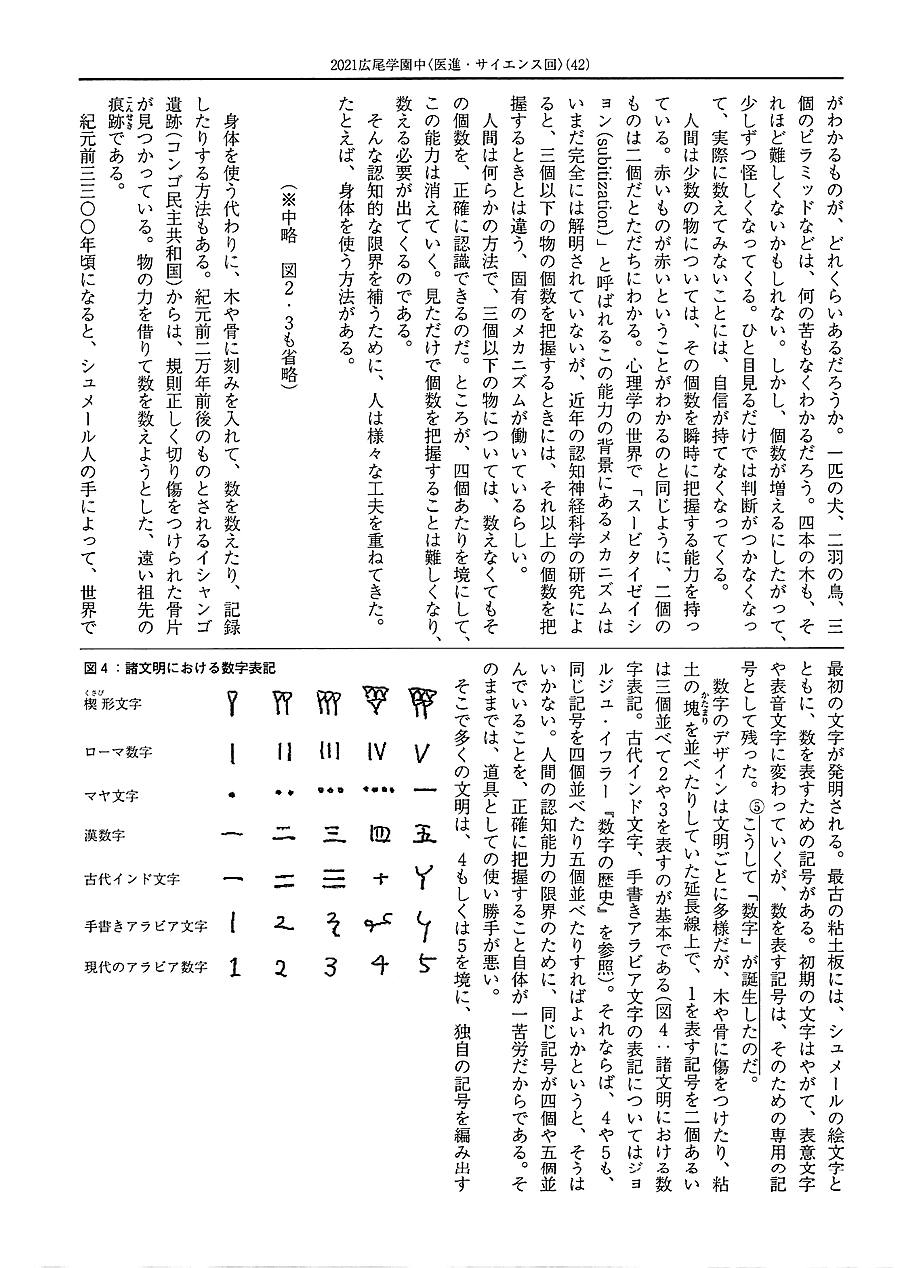 2021広尾学園中〈医進・サイエンス回〉(42)
がわかるものが、どれくらいあるだろうか。一匹の犬、二羽の鳥、三
個のピラミッドなどは、何の苦もなくわかるだろう。四本の木も、そ
れほど難しくないかもしれない。しかし、個数が増えるにしたがって、
少しずつ怪しくなってくる。ひと目見るだけでは判断がつかなくなっ
て、実際に数えてみないことには、自信が持てなくなってくる。
人間は少数の物については、その個数を瞬時に把握する能力を持っ
ている。赤いものが赤いということがわかるのと同じように、二個の
ものは二個だとただちにわかる。心理学の世界で「スービタイゼイシ
ョン(subitization)」と呼ばれるこの能力の背景にあるメカニズムは
いまだ完全には解明されていないが、近年の認知神経科学の研究によ
ると、三個以下の物の個数を把握するときには、それ以上の個数を把
握するときとは違う、固有のメカニズムが働いているらしい。
人間は何らかの方法で、三個以下の物については、数えなくてもそ
の個数を、正確に認識できるのだ。ところが、四個あたりを境にして、
この能力は消えていく。見ただけで個数を把握することは難しくなり、
数える必要が出てくるのである。
そんな認知的な限界を補うために、人は様々な工夫を重ねてきた。
たとえば、身体を使う方法がある。
(※中略 図2・3も省略)
身体を使う代わりに、木や骨に刻みを入れて、数を数えたり、記録
したりする方法もある。紀元前二万年前後のものとされるイシャンゴ
遺跡(コンゴ民主共和国)からは、規則正しく切り傷をつけられた骨片
が見つかっている。物の力を借りて数を数えようとした、遠い祖先の
痕跡こんせきである。
紀元前三三〇〇年頃になると、シュメール人の手によって、世界で
最初の文字が発明される。最古の粘土板には、シュメールの絵文字と
ともに、数を表すための記号がある。初期の文字はやがて、表意文字
や表音文字に変わっていくが、数を表す記号は、そのための専用の記
号として残った。⑤こうして「数字」が誕生したのだ。
数字のデザインは文明ごとに多様だが、木や骨に傷をつけたり、粘
土の塊かたまりを並べたりしていた延長線上で、1を表す記号を二個あるい
は三個並べて2や3を表すのが基本である(図4：諸文明における数
字表記。古代インド文字、手書きアラビア文字の表記についてはジョ
ルジュ・イフラー『数字の歴史』を参照)。それならば、4や5も、
同じ記号を四個並べたり五個並べたりすればよいかというと、そうは
いかない。人間の認知能力の限界のために、同じ記号が四個や五個並
んでいることを、正確に把握すること自体が一苦労だからである。そ
のままでは、道具としての使い勝手が悪い。
そこで多くの文明は、4もしくは5を境に、独自の記号を編み出す
図4：諸文明における数字表記
楔くさび形文字
ローマ数字 I II III IV V
マヤ文字 • •• ••• •••• —
漢数字 一 二 三 四 五
古代インド文字
手書きアラビア文字
現代のアラビア数字 1 2 3 4 5